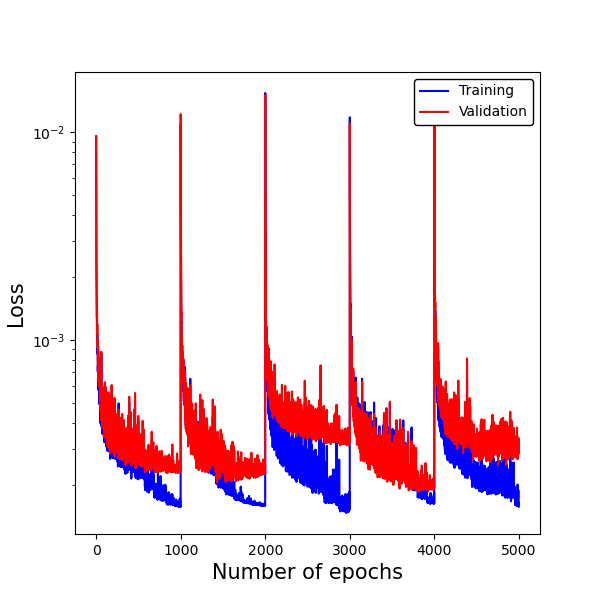 Training
Validation
10⁻²
10⁻³
Loss
0 1000 2000 3000 4000 5000
Number of epochs